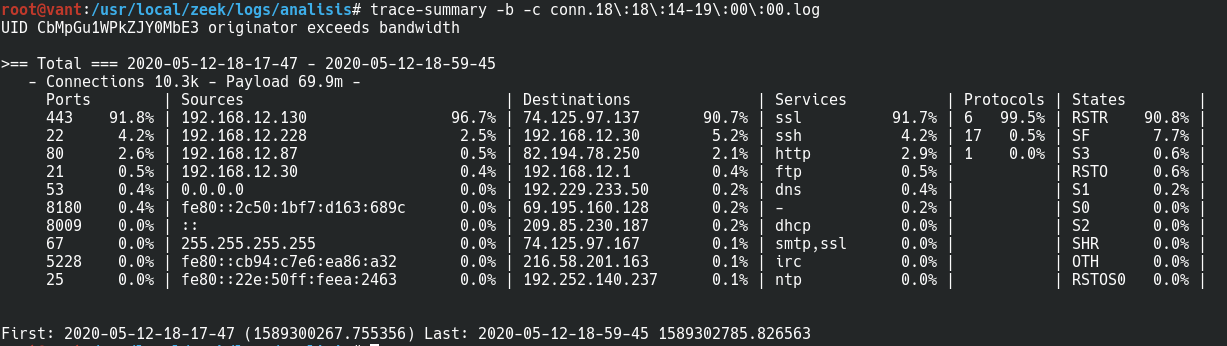 root@vant:/usr/local/zeek/logs/analisis# trace-summary -b -c conn.18\:18\:14-19\:00\:00.log
UID CbMpGu1WPkZJY0MbE3 originator exceeds bandwidth
>== Total === 2020-05-12-18-17-47 - 2020-05-12-18-59-45
- Connections 10.3k - Payload 69.9m -
Ports | Sources | Destinations | Services | Protocols | States |
443 91.8% | 192.168.12.130 96.7% | 74.125.97.137 90.7% | ssl 91.7% | 6 99.5% | RSTR 90.8% |
22 4.2% | 192.168.12.228 2.5% | 192.168.12.30 5.2% | ssh 4.2% | 17 0.5% | SF 7.7% |
80 2.6% | 192.168.12.87 0.5% | 82.194.78.250 2.1% | http 2.9% | 1 0.0% | S3 0.6% |
21 0.5% | 192.168.12.30 0.4% | 192.168.12.1 0.4% | ftp 0.5% | | RSTO 0.6% |
53 0.4% | 0.0.0.0 0.0% | 192.229.233.50 0.2% | dns 0.4% | | S1 0.2% |
8180 0.4% | fe80::2c50:1bf7:d163:689c 0.0% | 69.195.160.128 0.2% | - 0.2% | | S0 0.0% |
8009 0.0% | :: 0.0% | 209.85.230.187 0.2% | dhcp 0.0% | | S2 0.0% |
67 0.0% | 255.255.255.255 0.0% | 74.125.97.167 0.1% | smtp,ssl 0.0% | | SHR 0.0% |
5228 0.0% | fe80::cb94:c7e6:ea86:a32 0.0% | 216.58.201.163 0.1% | irc 0.0% | | OTH 0.0% |
25 0.0% | fe80::22e:50ff:feea:2463 0.0% | 192.252.140.237 0.1% | ntp 0.0% | | RSTOS0 0.0% |
First: 2020-05-12-18-17-47 (1589300267.755356) Last: 2020-05-12-18-59-45 1589302785.826563